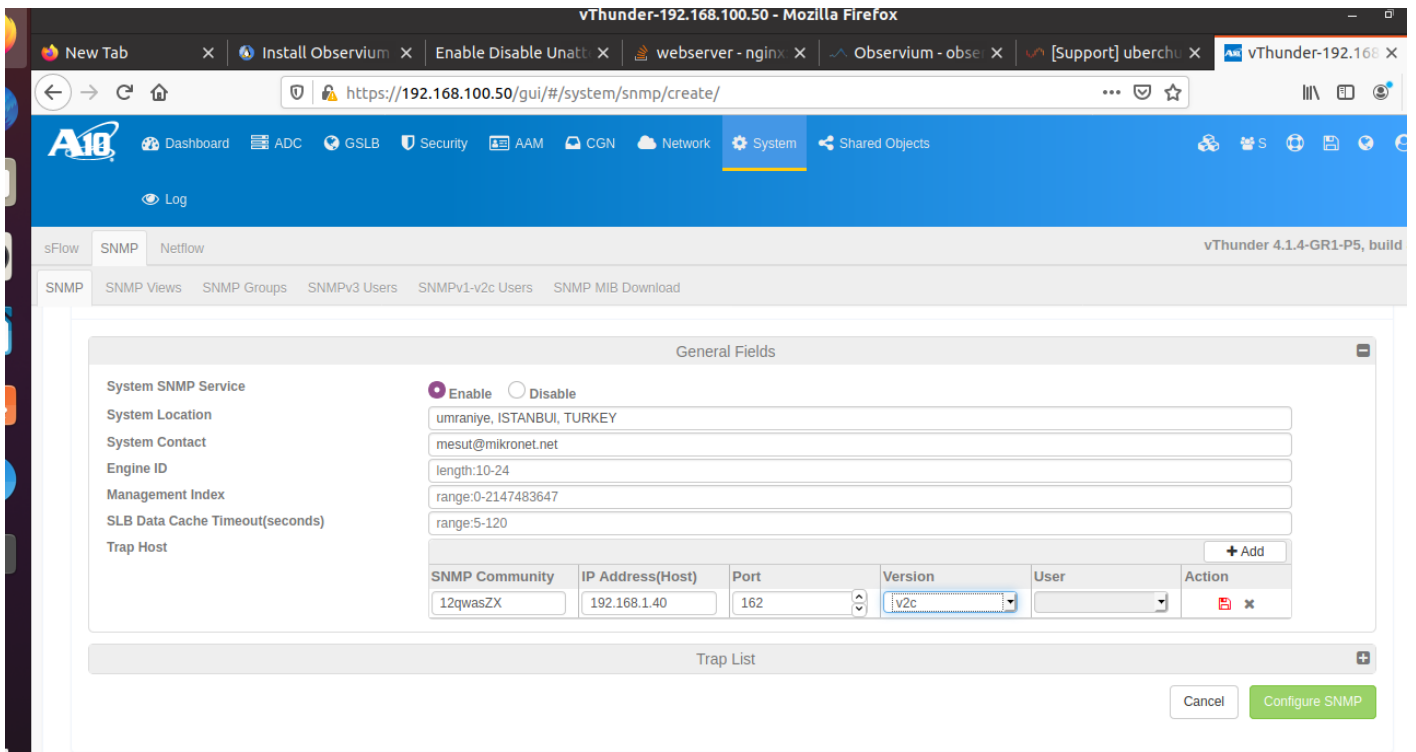 vThunder-192.168.100.50 - Mozilla Firefox
New Tab
Install Observium
Enable Disable Unatt
webserver - nginx
Observium - obse
[Support] uberchu
vThunder-192.168
https://192.168.100.50/gui/#/system/snmp/create/
A10
Dashboard ADC GSLB Security AAM CGN Network System Shared Objects S
Log
sFlow SNMP Netflow vThunder 4.1.4-GR1-P5, build
SNMP SNMP Views SNMP Groups SNMPv3 Users SNMPv1-v2c Users SNMP MIB Download
General Fields
System SNMP Service Enable Disable
System Location umraniye, ISTANBUl, TURKEY
System Contact mesut@mikronet.net
Engine ID length:10-24
Management Index range:0-2147483647
SLB Data Cache Timeout(seconds) range:5-120
Trap Host + Add
SNMP Community IP Address(Host) Port Version User Action
12qwasZX 192.168.1.40 162 v2c
Trap List
Cancel Configure SNMP